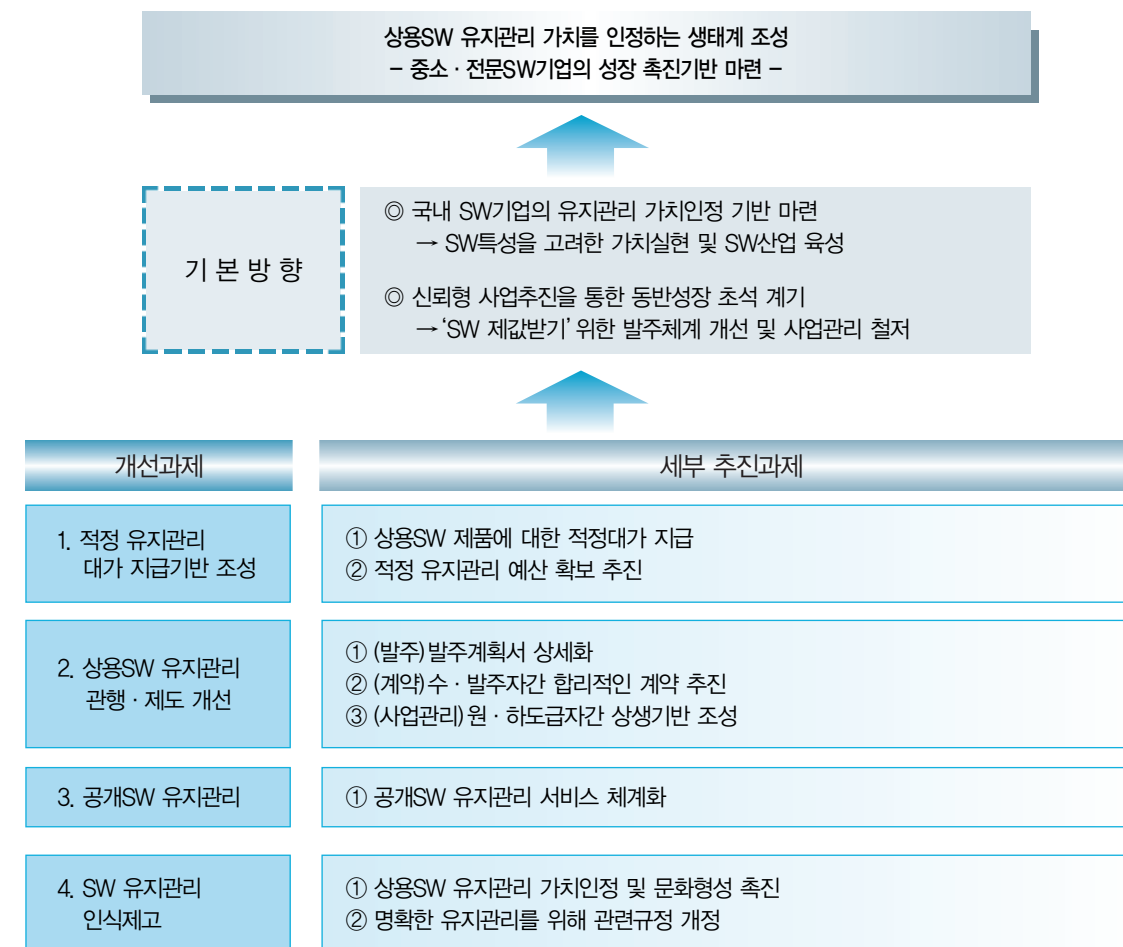 상용SW 유지관리 가치를 인정하는 생태계 조성
- 중소 · 전문SW기업의 성장 촉진기반 마련 -
기 본 방 향
◎ 국내 SW기업의 유지관리 가치인정 기반 마련
→ SW특성을 고려한 가치실현 및 SW산업 육성
◎ 신뢰형 사업추진을 통한 동반성장 초석 계기
→ ‘SW 제값받기’ 위한 발주체계 개선 및 사업관리 철저
개선과제
세부 추진과제
1. 적정 유지관리
대가 지급기반 조성
① 상용SW 제품에 대한 적정대가 지급
② 적정 유지관리 예산 확보 추진
2. 상용SW 유지관리
관행 · 제도 개선
① (발주) 발주계획서 상세화
② (계약) 수 · 발주자간 합리적인 계약 추진
③ (사업관리) 원 · 하도급자간 상생기반 조성
3. 공개SW 유지관리
① 공개SW 유지관리 서비스 체계화
4. SW 유지관리
인식제고
① 상용SW 유지관리 가치인정 및 문화형성 촉진
② 명확한 유지관리를 위해 관련규정 개정